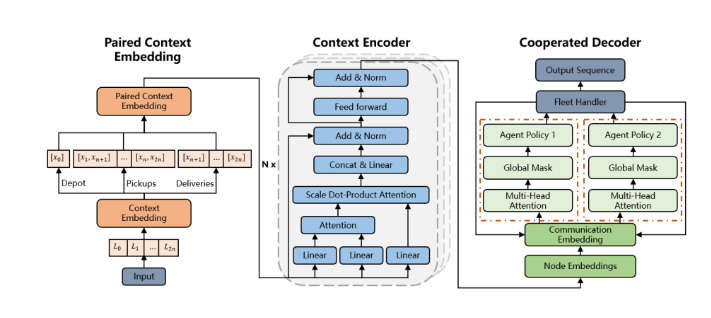 Paired Context
Embedding
Paired Context
Embedding
[x_0] [x_1, x_{n+1}] ... [x_n, x_{2n}] [x_{n+1}] ... [x_{2n}]
Depot Pickups Deliveries
Context
Embedding
L_0 L_1 ... L_{2n}
Input
Context Encoder
Add & Norm
Feed forward
Add & Norm
N x
Concat & Linear
Scale Dot-Product Attention
Attention
Linear Linear Linear
Cooperated Decoder
Output Sequence
Fleet Handler
Agent Policy 1 Agent Policy 2
Global Mask Global Mask
Multi-Head Multi-Head
Attention Attention
Communication
Embedding
Node Embeddings